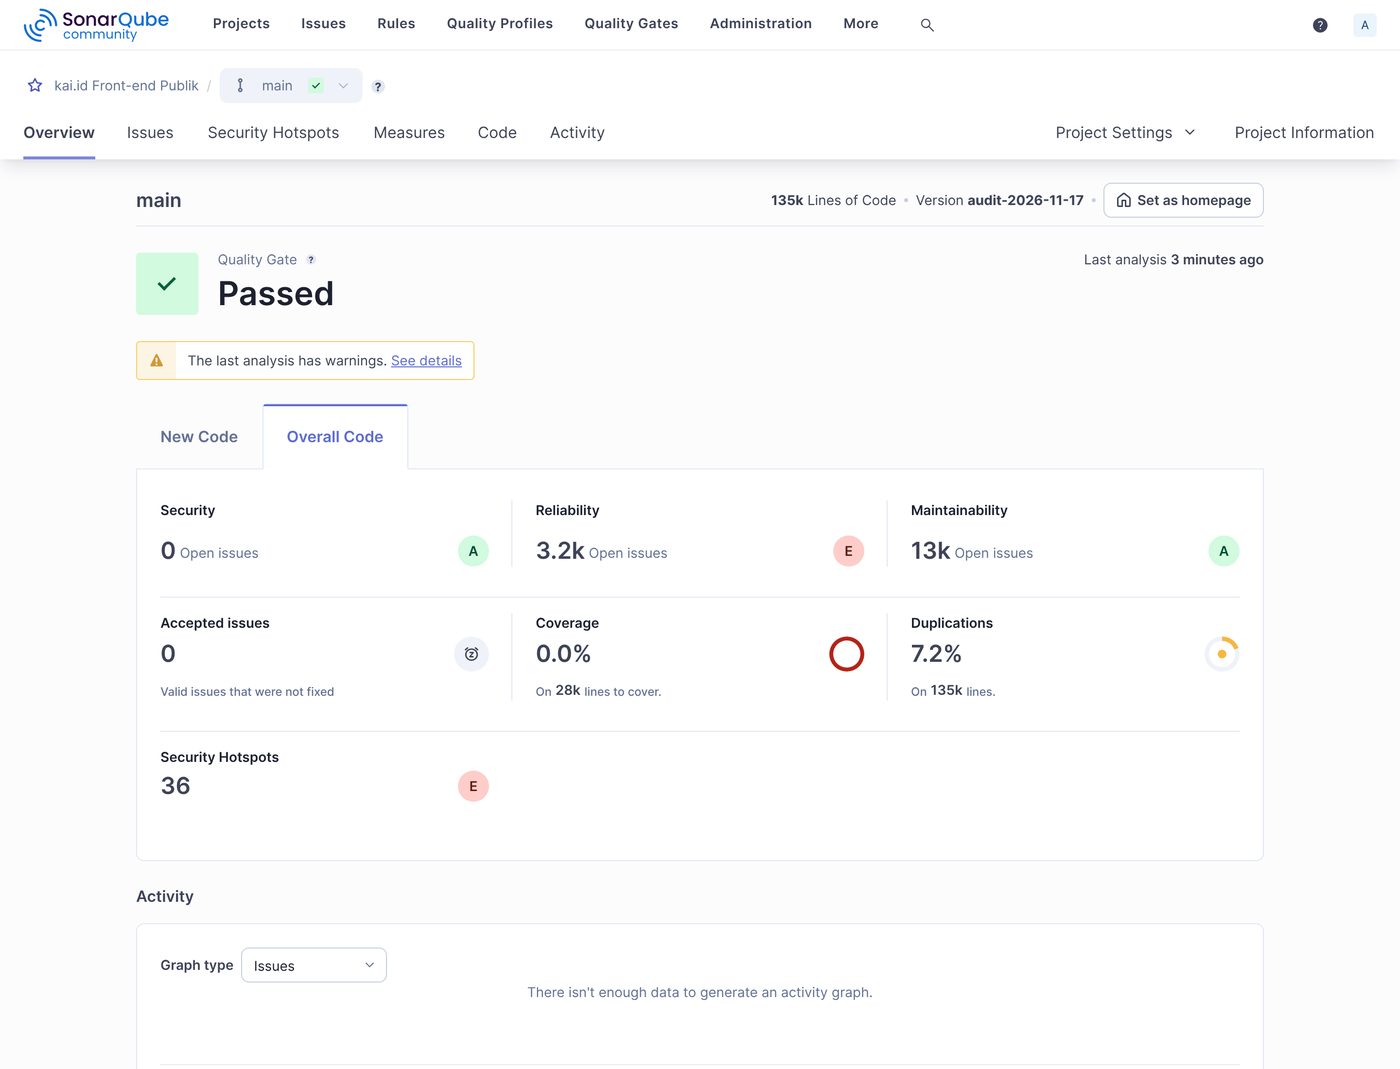 SonarQube community Projects Issues Rules Quality Profiles Quality Gates Administration More ? A
kai.id Front-end Publik / main ?
Overview Issues Security Hotspots Measures Code Activity Project Settings Project Information
main 135k Lines of Code • Version audit-2026-11-17 • Set as homepage
Quality Gate ? Last analysis 3 minutes ago
Passed
The last analysis has warnings. See details
New Code Overall Code
Security Reliability Maintainability
0 Open issues A 3.2k Open issues E 13k Open issues A
Accepted issues Coverage Duplications
0 0.0% 7.2%
Valid issues that were not fixed On 28k lines to cover. On 135k lines.
Security Hotspots
36 E
Activity
Graph type Issues
There isn't enough data to generate an activity graph.